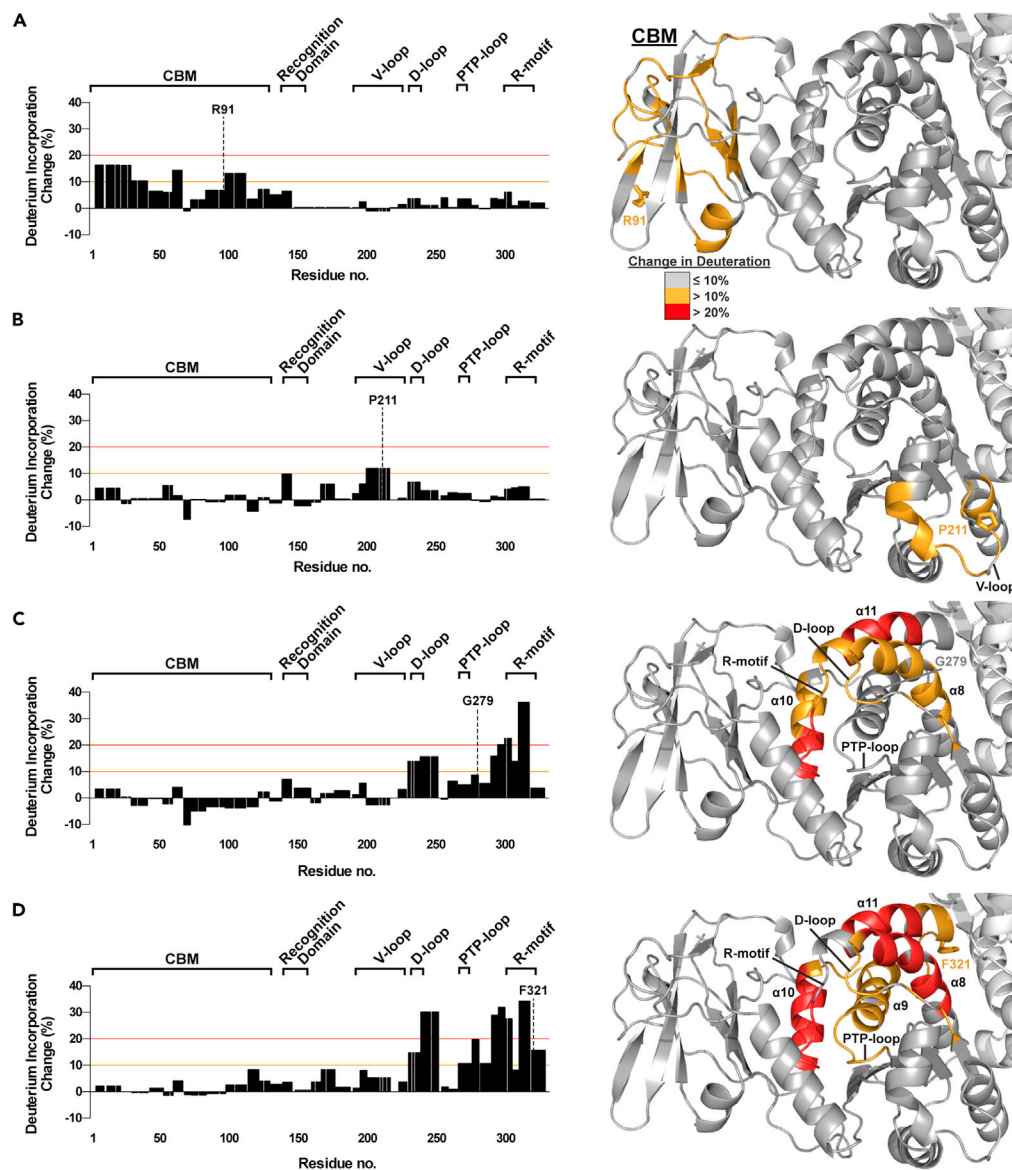 A
CBM
Recognition
Domain
V-loop
D-loop
PTP-loop
R-motif
Deuterium Incorporation
Change (%)
40
30
20
10
0
-10
R91
1
50
100
150
200
250
300
Residue no.
CBM
R91
Change in Deuteration
≤ 10%
> 10%
> 20%
B
CBM
Recognition
Domain
V-loop
D-loop
PTP-loop
R-motif
Deuterium Incorporation
Change (%)
40
30
20
10
0
-10
P211
1
50
100
150
200
250
300
Residue no.
P211
V-loop
C
CBM
Recognition
Domain
V-loop
D-loop
PTP-loop
R-motif
Deuterium Incorporation
Change (%)
40
30
20
10
0
-10
G279
1
50
100
150
200
250
300
Residue no.
α11
D-loop
R-motif
G279
α10
α8
PTP-loop
D
CBM
Recognition
Domain
V-loop
D-loop
PTP-loop
R-motif
Deuterium Incorporation
Change (%)
40
30
20
10
0
-10
F321
1
50
100
150
200
250
300
Residue no.
α11
D-loop
R-motif
F321
α10
α8
α9
PTP-loop